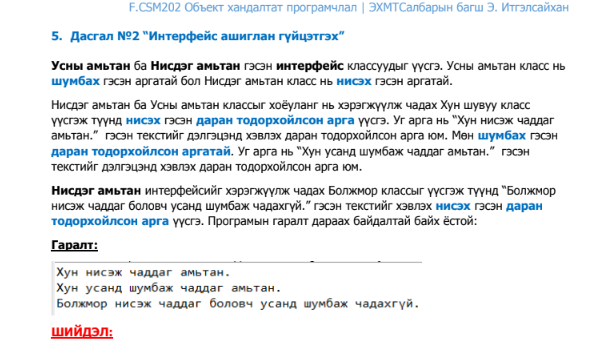 F.CSM202 Объект хандалтат програмчлал | ЭХМТСалбарын багш Э. Итгэлсайхан
5. Дасгал №2 “Интерфейс ашиглан гүйцэтгэх”
Усны амьтан ба Нисдэг амьтан гэсэн интерфейс классуудыг үүсгэ. Усны амьтан класс нь
шумбах гэсэн аргатай бол Нисдэг амьтан класс нь нисэх гэсэн аргатай.
Нисдэг амьтан ба Усны амьтан классыг хоёуланг нь хэрэгжүүлж чадах Хун шувуу класс
үүсгэж түүнд нисэх гэсэн даран тодорхойлсон арга үүсгэ. Уг арга нь “Хун нисэж чаддаг
амьтан.” гэсэн текстийг дэлгэцэнд хэвлэх даран тодорхойлсон арга юм. Мөн шумбах гэсэн
даран тодорхойлсон аргатай. Уг арга нь “Хун усанд шумбаж чаддаг амьтан.” гэсэн
текстийг дэлгэцэнд хэвлэх даран тодорхойлсон арга юм.
Нисдэг амьтан интерфейсийг хэрэгжүүлж чадах Болжмор классыг үүсгэж түүнд “Болжмор
нисэж чаддаг боловч усанд шумбаж чадахгүй.” гэсэн текстийг хэвлэх нисэх гэсэн даран
тодорхойлсон арга үүсгэ. Програмын гаралт дараах байдалтай байх ёстой:
Гаралт:
Хун нисэж чаддаг амьтан.
Хун усанд шумбаж чаддаг амьтан.
Болжмор нисэж чаддаг боловч усанд шумбаж чадахгүй.
ШИЙДЭЛ: